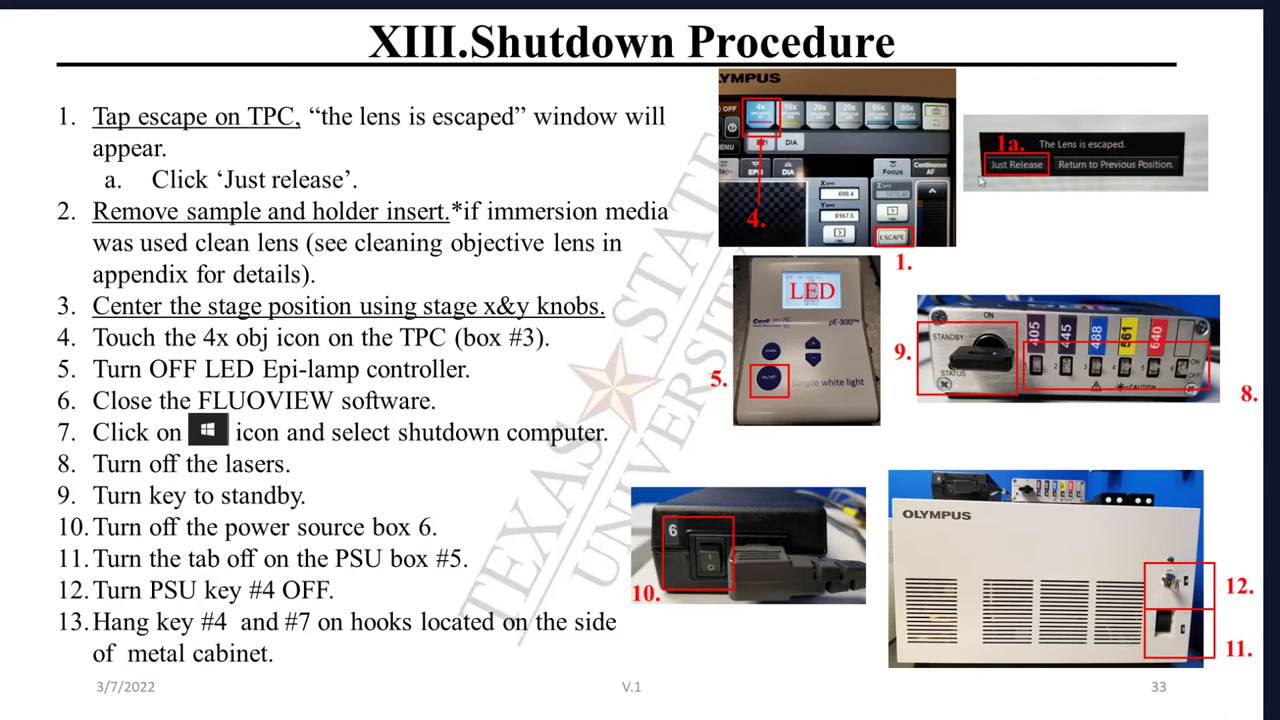 XIII.Shutdown Procedure
1. Tap escape on TPC, “the lens is escaped” window will
appear.
a. Click ‘Just release’.
2. Remove sample and holder insert.*if immersion media
was used clean lens (see cleaning objective lens in
appendix for details).
3. Center the stage position using stage x&y knobs.
4. Touch the 4x obj icon on the TPC (box #3).
5. Turn OFF LED Epi-lamp controller.
6. Close the FLUOVIEW software.
7. Click on icon and select shutdown computer.
8. Turn off the lasers.
9. Turn key to standby.
10. Turn off the power source box 6.
11. Turn the tab off on the PSU box #5.
12. Turn PSU key #4 OFF.
13. Hang key #4 and #7 on hooks located on the side
of metal cabinet.
LYMPUS
OFF
4x 10x 20x 20x 60x 60x
ENU
DIA
EPI DIA
Focus
Continuous
AF
699.4
8167.5
ESCAPE
4.
1.
1a.
The Lens is escaped.
Just Release
Return to Previous Position.
LED
Cool
pE-300
on/off
Simple white light
5.
ON
STANDBY
STATUS
405 445 488 561 640
ON
OFF
CAUTION
9.
8.
6
10.
OLYMPUS
12.
11.
TEXAS STATE
UNIVERSITY
3/7/2022
V.1
33